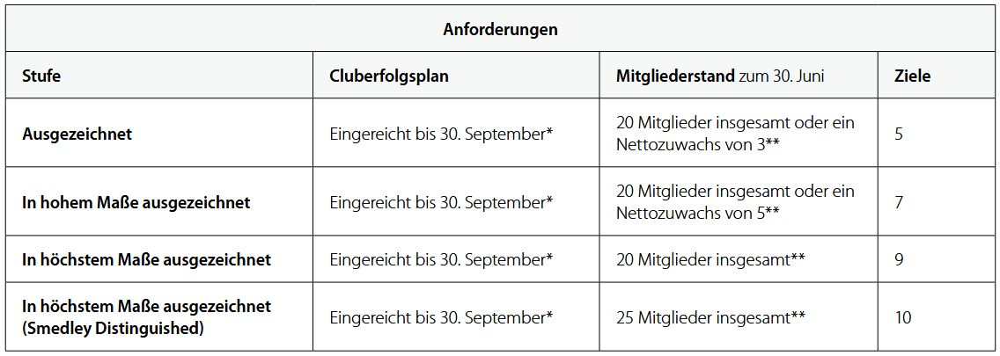 Anforderungen
Stufe
Cluberfolgsplan
Mitgliederstand zum 30. Juni
Ziele
Ausgezeichnet
Eingereicht bis 30. September*
20 Mitglieder insgesamt oder ein
Nettozuwachs von 3**
5
In hohem Maße ausgezeichnet
Eingereicht bis 30. September*
20 Mitglieder insgesamt oder ein
Nettozuwachs von 5**
7
In höchstem Maße ausgezeichnet
Eingereicht bis 30. September*
20 Mitglieder insgesamt**
9
In höchstem Maße ausgezeichnet
(Smedley Distinguished)
Eingereicht bis 30. September*
25 Mitglieder insgesamt**
10